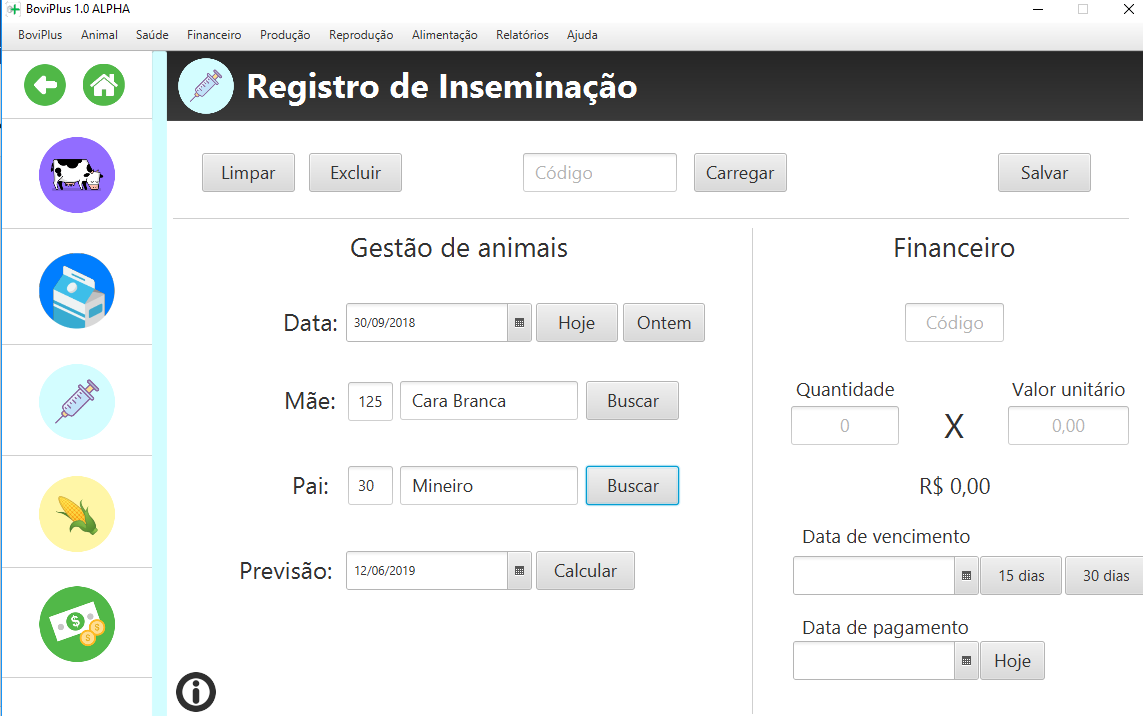 BoviPlus 1.0 ALPHA
BoviPlus Animal Saúde Financeiro Produção Reprodução Alimentação Relatórios Ajuda
Registro de Inseminação
Limpar Excluir Código Carregar Salvar
Gestão de animais
Data: 30/09/2018 Hoje Ontem
Mãe: 125 Cara Branca Buscar
Pai: 30 Mineiro Buscar
Previsão: 12/06/2019 Calcular
Financeiro
Código
Quantidade Valor unitário
0 X 0,00
R$ 0,00
Data de vencimento
15 dias 30 dias
Data de pagamento
Hoje